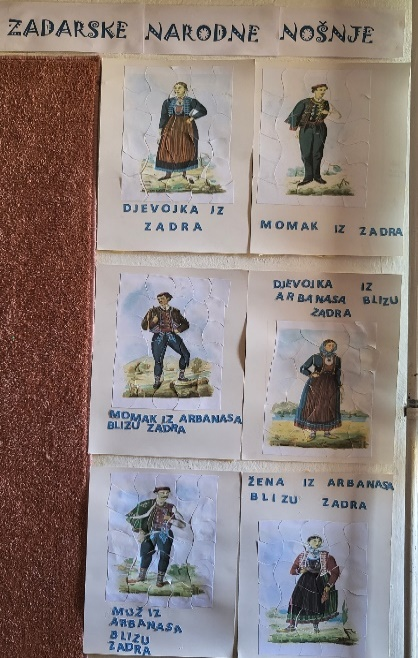 ZADARSKE NARODNE NOŠNJE
DJEVOJKA IZ
ZADRA
MOMAK IZ ZADRA
MOMAK IZ ARBANASA
BLIZU ZADRA
DJEVOJKA IZ
ARBANASA BLIZU
ZADRA
MUŽ IZ
ARBANASA
BLIZU
ZADRA
ŽENA IZ ARBANASA
BLIZU ZADRA